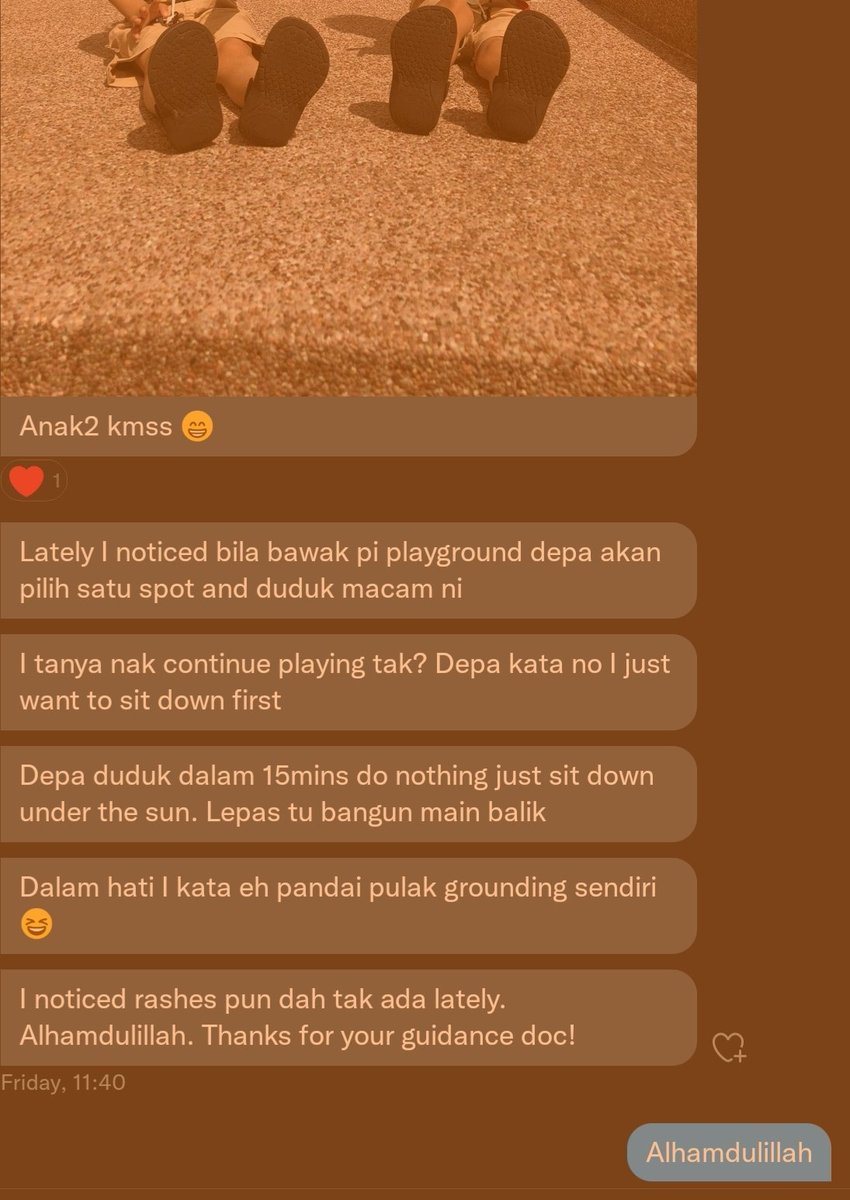 Anak2 kmss 😁
❤️ 1
Lately I noticed bila bawak pi playground depa akan
pilih satu spot and duduk macam ni
I tanya nak continue playing tak? Depa kata no I just
want to sit down first
Depa duduk dalam 15mins do nothing just sit down
under the sun. Lepas tu bangun main balik
Dalam hati I kata eh pandai pulak grounding sendiri
😆
I noticed rashes pun dah tak ada lately.
Alhamdulillah. Thanks for your guidance doc!
Friday, 11:40
Alhamdulillah